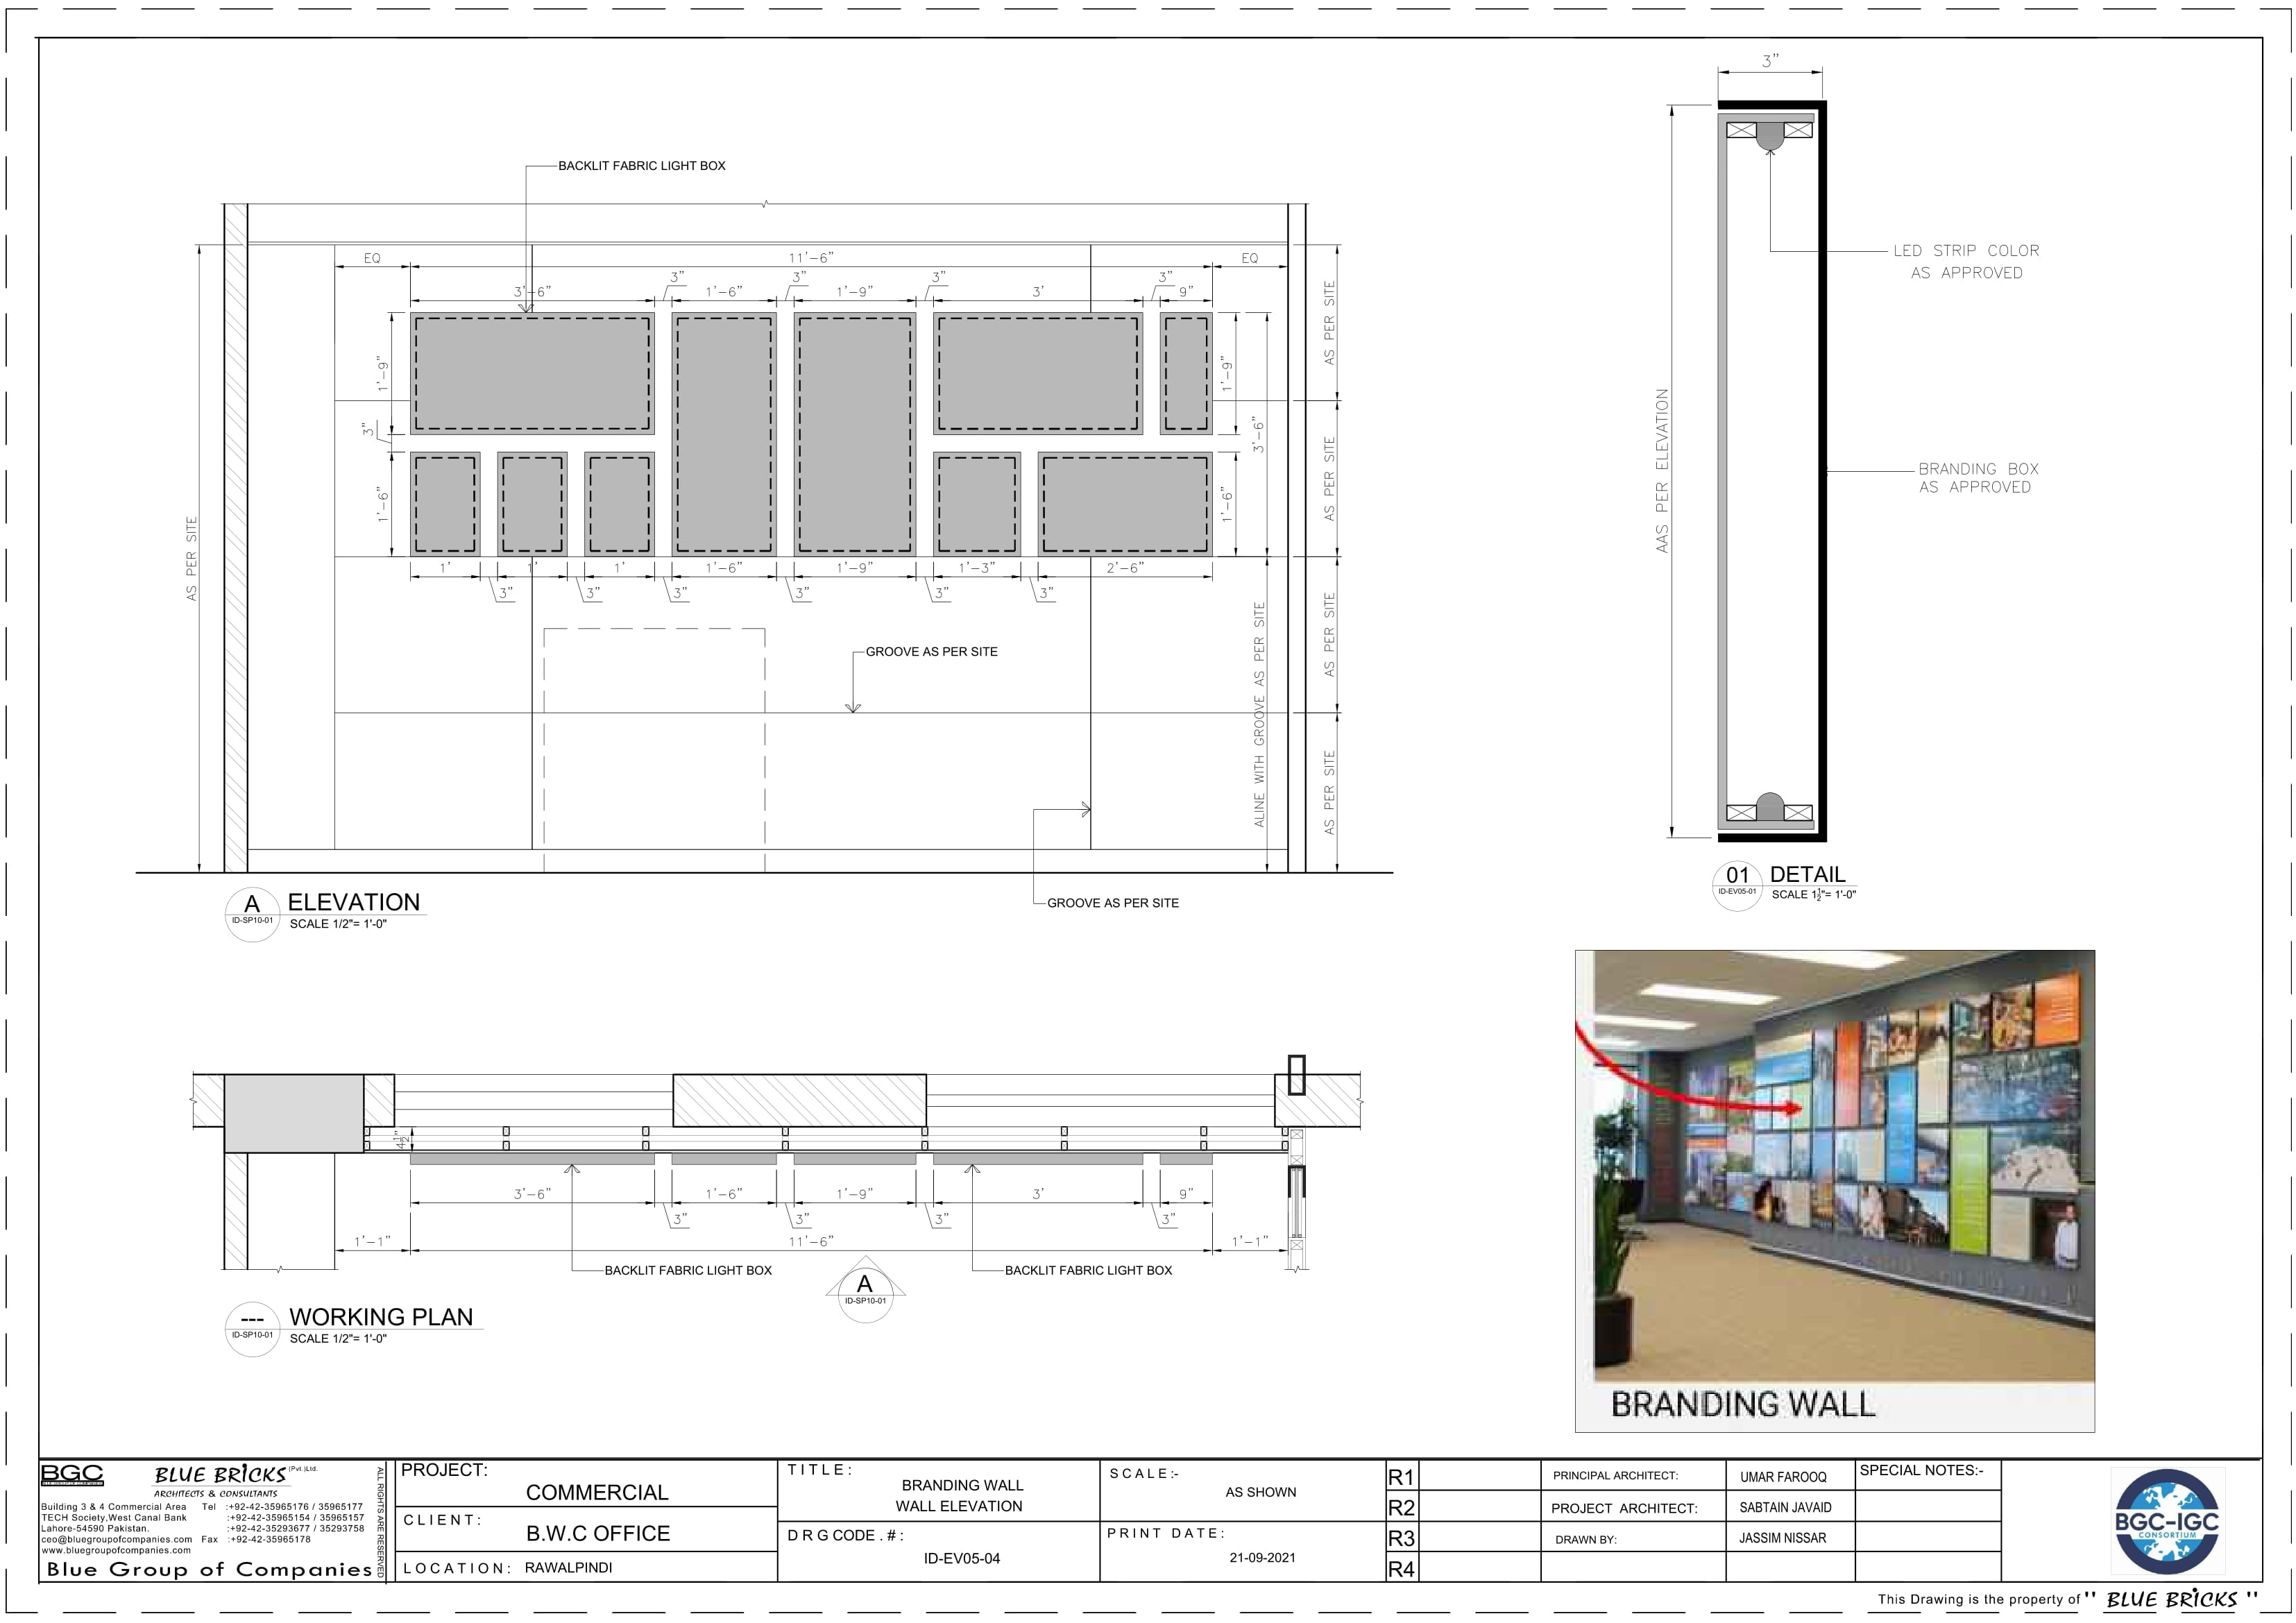 BACKLIT FABRIC LIGHT BOX
EQ
11'-6"
EQ
3'-6"
3"
1'-6"
3"
1'-9"
3"
3'
3"
9"
1'-9"
3"
1'-6"
1'-9"
1'-6"
3'-6"
AS PER SITE
AS PER SITE
AS PER SITE
AS PER SITE
AS PER SITE
ALINE WITH GROOVE AS PER SITE
1'
3"
1'
3"
1'
3"
1'-6"
3"
1'-9"
3"
1'-3"
3"
2'-6"
GROOVE AS PER SITE
GROOVE AS PER SITE
A
ID-SP10-01
ELEVATION
SCALE 1/2"= 1'-0"
3"
AAS PER ELEVATION
LED STRIP COLOR
AS APPROVED
BRANDING BOX
AS APPROVED
01
ID-EV05-01
DETAIL
SCALE 1½"= 1'-0"
4½"
3'-6"
3"
1'-6"
3"
1'-9"
3"
3'
3"
9"
1'-1"
11'-6"
1'-1"
BACKLIT FABRIC LIGHT BOX
BACKLIT FABRIC LIGHT BOX
A
ID-SP10-01
---
ID-SP10-01
WORKING PLAN
SCALE 1/2"= 1'-0"
BRANDING WALL
BGC
BLUE BRICKS (Pvt.)Ltd.
ARCHITECTS & CONSULTANTS
Building 3 & 4 Commercial Area Tel :+92-42-35965176 / 35965177
TECH Society,West Canal Bank :+92-42-35965154 / 35965157
Lahore-54590 Pakistan. :+92-42-35293677 / 35293758
ceo@bluegroupofcompanies.com Fax :+92-42-35965178
www.bluegroupofcompanies.com
Blue Group of Companies
ALL RIGHTS ARE RESERVED
PROJECT:
COMMERCIAL
CLIENT:
B.W.C OFFICE
LOCATION: RAWALPINDI
TITLE:
BRANDING WALL
WALL ELEVATION
DRG CODE . # :
ID-EV05-04
SCALE:-
AS SHOWN
PRINT DATE:
21-09-2021
R1
R2
R3
R4
PRINCIPAL ARCHITECT: UMAR FAROOQ
PROJECT ARCHITECT: SABTAIN JAVAID
DRAWN BY: JASSIM NISSAR
SPECIAL NOTES:-
BGC-IGC
CONSORTIUM
This Drawing is the property of " BLUE BRICKS "